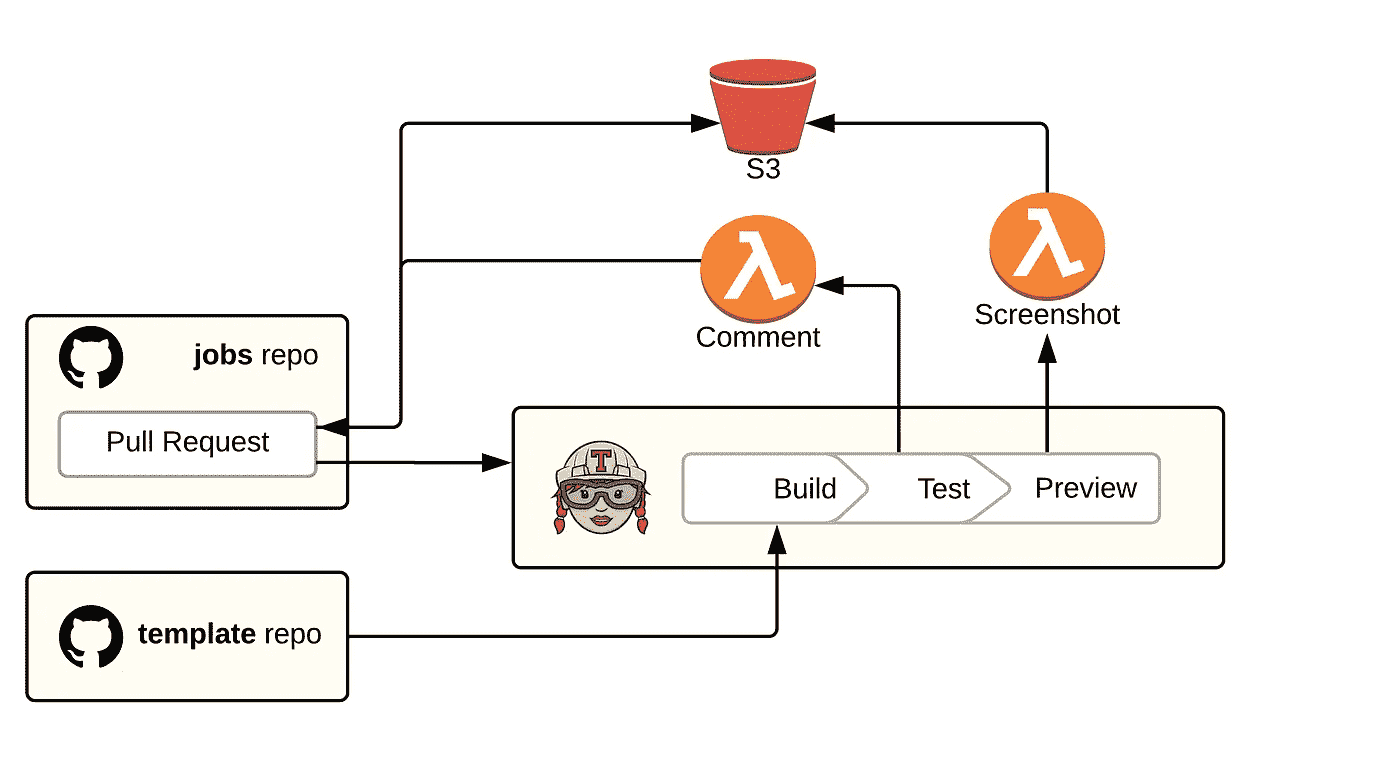 S3
Screenshot
Comment
jobs repo
Pull Request
T
Build
Test
Preview
template repo